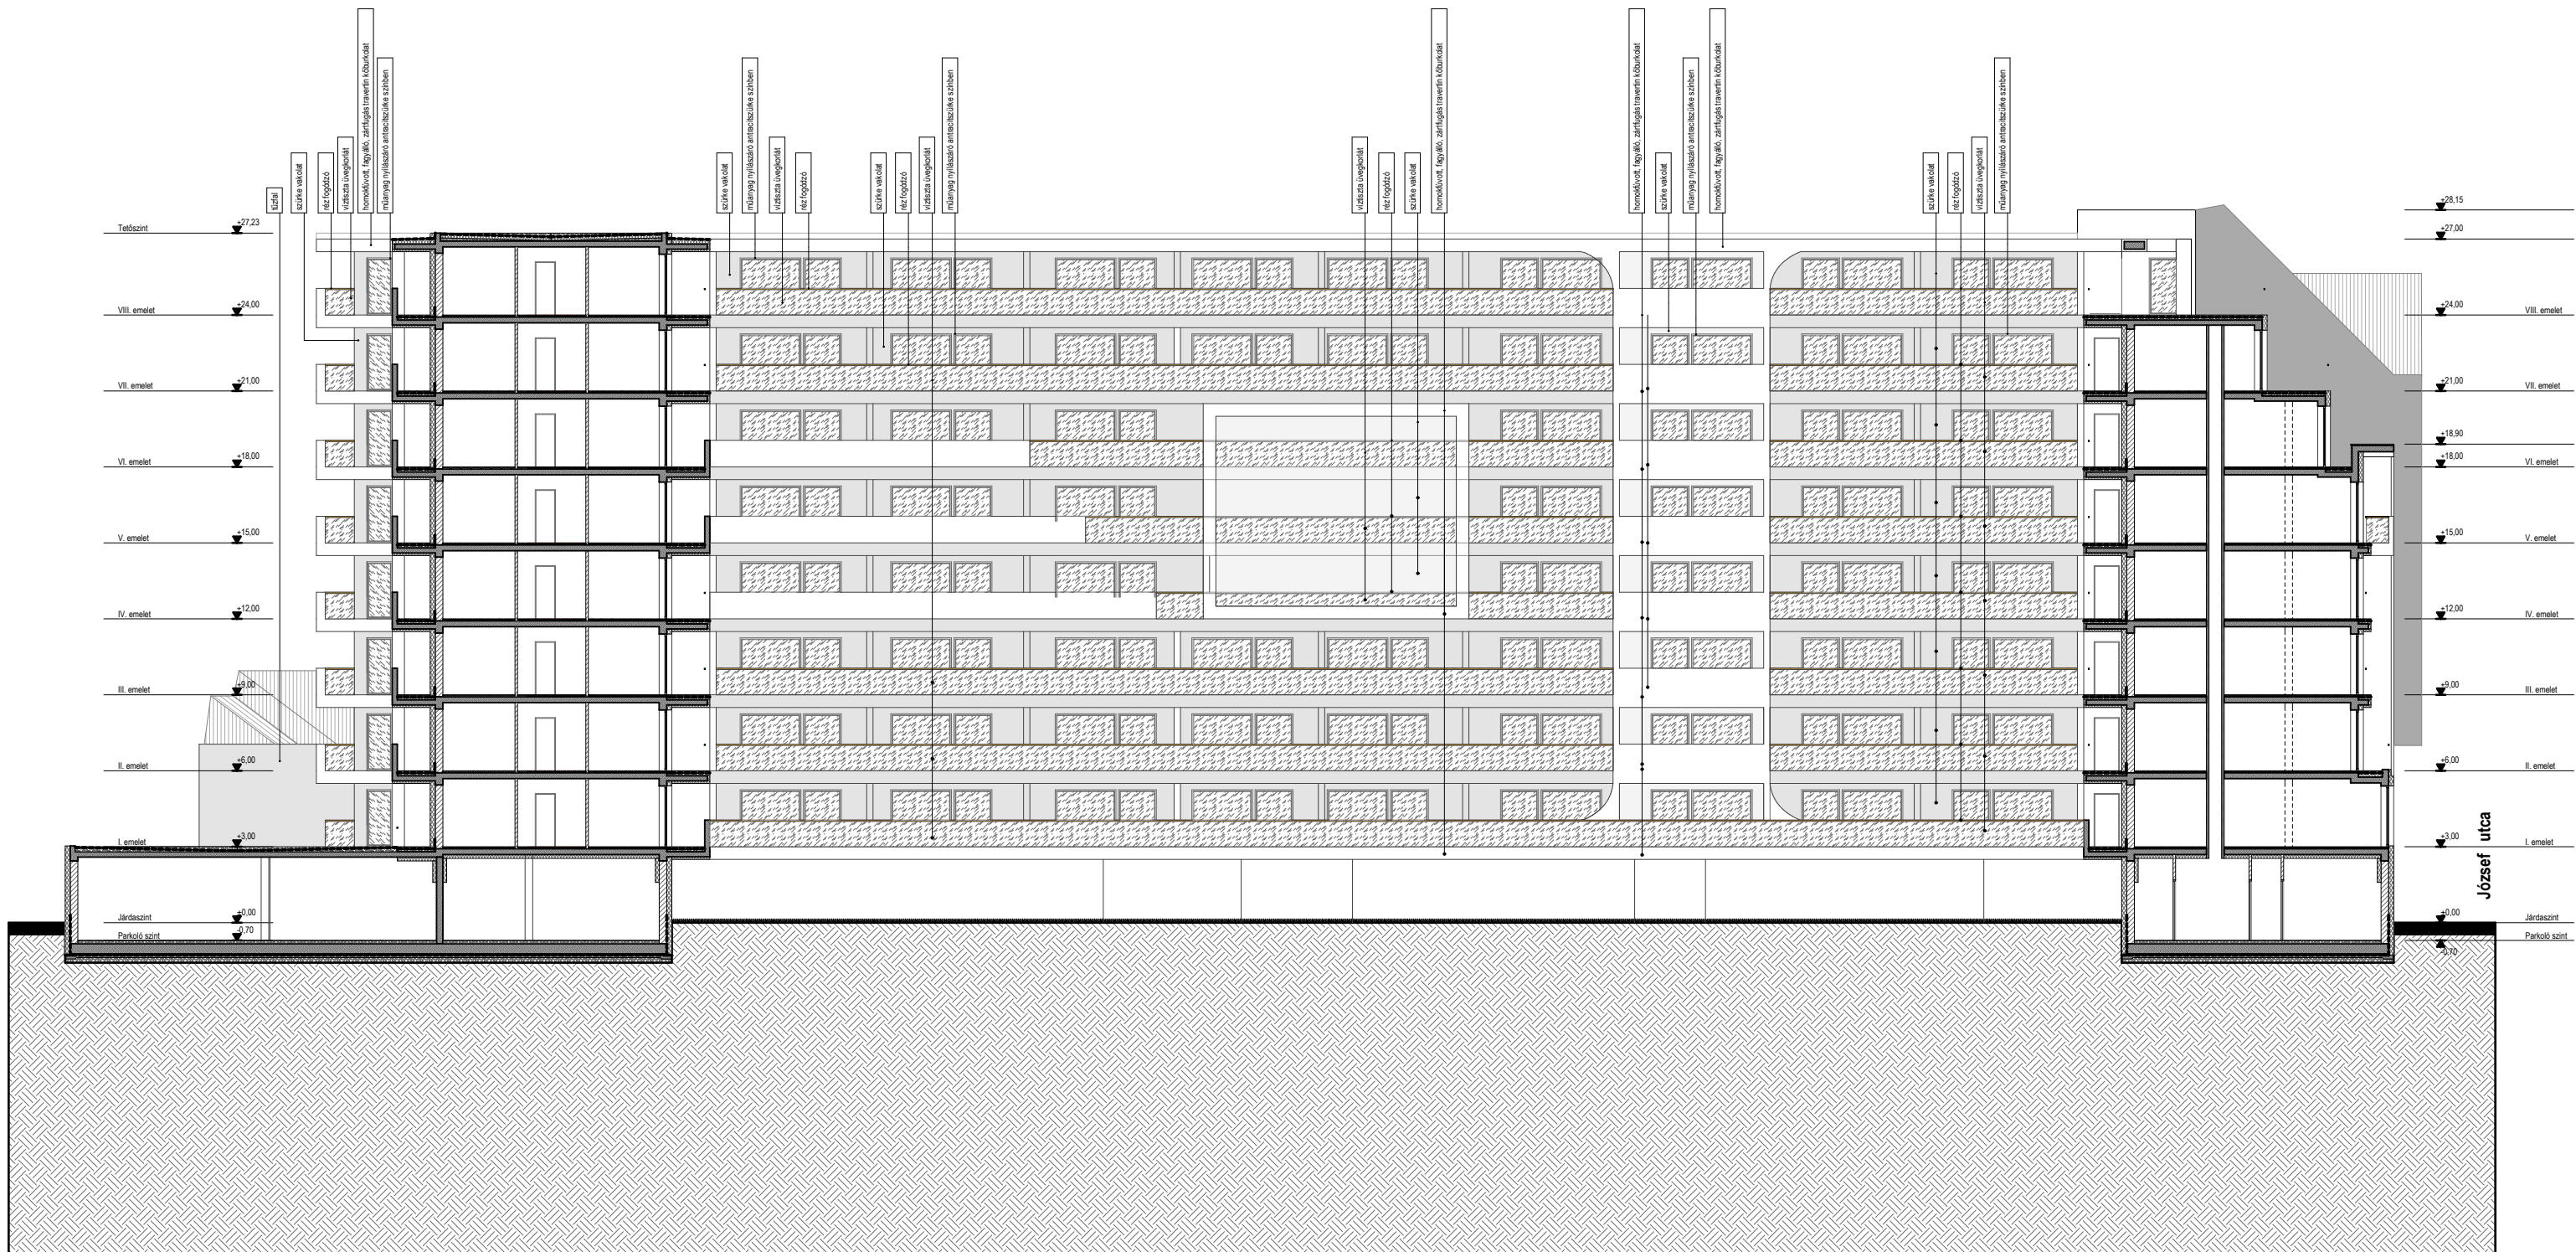 tűzfal
szürke vakolat
réz fogódzó
víztiszta üvegkorlát
homokfúvott, fagyálló, zártfugás travertin kőburkolat
műanyag nyílászáró antracitszürke színben
szürke vakolat
műanyag nyílászáró antracitszürke színben
víztiszta üvegkorlát
réz fogódzó
szürke vakolat
réz fogódzó
víztiszta üvegkorlát
műanyag nyílászáró antracitszürke színben
víztiszta üvegkorlát
réz fogódzó
szürke vakolat
homokfúvott, fagyálló, zártfugás travertin kőburkolat
homokfúvott, fagyálló, zártfugás travertin kőburkolat
szürke vakolat
műanyag nyílászáró antracitszürke színben
homokfúvott, fagyálló, zártfugás travertin kőburkolat
szürke vakolat
réz fogódzó
víztiszta üvegkorlát
műanyag nyílászáró antracitszürke színben
Tetőszint +27,23
VIII. emelet +24,00
VII. emelet +21,00
VI. emelet +18,00
V. emelet +15,00
IV. emelet +12,00
III. emelet +9,00
II. emelet +6,00
I. emelet +3,00
Járdaszint +0,00
Parkoló szint -0,70
+28,15
+27,00
+24,00 VIII. emelet
+21,00 VII. emelet
+18,90
+18,00 VI. emelet
+15,00 V. emelet
+12,00 IV. emelet
+9,00 III. emelet
+6,00 II. emelet
+3,00 I. emelet
József utca
+0,00 Járdaszint
Parkoló szint
-0,70